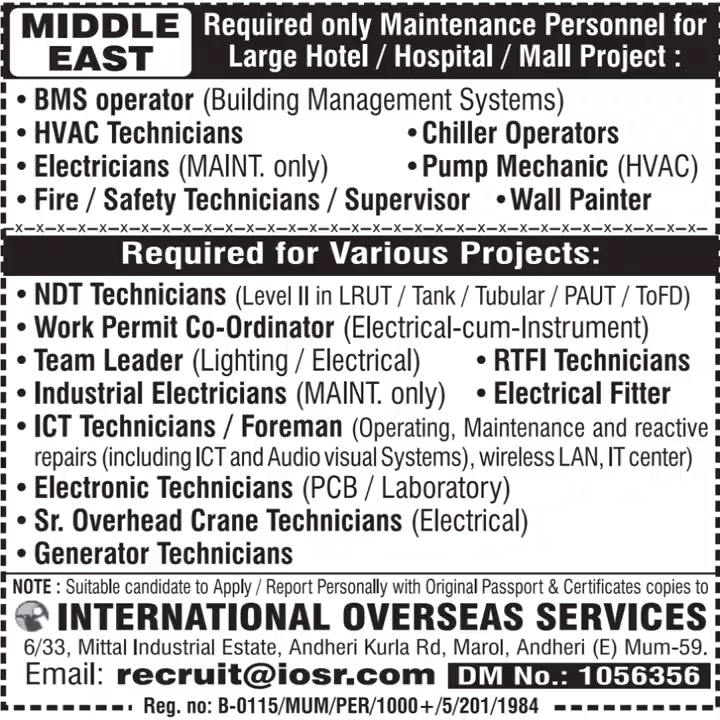 MIDDLE EAST
Required only Maintenance Personnel for
Large Hotel / Hospital / Mall Project :
• BMS operator (Building Management Systems)
• HVAC Technicians • Chiller Operators
• Electricians (MAINT. only) • Pump Mechanic (HVAC)
• Fire / Safety Technicians / Supervisor • Wall Painter
Required for Various Projects:
• NDT Technicians (Level II in LRUT / Tank / Tubular / PAUT / ToFD)
• Work Permit Co-Ordinator (Electrical-cum-Instrument)
• Team Leader (Lighting / Electrical) • RTFI Technicians
• Industrial Electricians (MAINT. only) • Electrical Fitter
• ICT Technicians / Foreman (Operating, Maintenance and reactive
repairs (including ICT and Audio visual Systems), wireless LAN, IT center)
• Electronic Technicians (PCB / Laboratory)
• Sr. Overhead Crane Technicians (Electrical)
• Generator Technicians
NOTE : Suitable candidate to Apply / Report Personally with Original Passport & Certificates copies to
INTERNATIONAL OVERSEAS SERVICES
6/33, Mittal Industrial Estate, Andheri Kurla Rd, Marol, Andheri (E) Mum-59.
Email: recruit@iosr.com DM No.: 1056356
Reg. no: B-0115/MUM/PER/1000+/5/201/1984